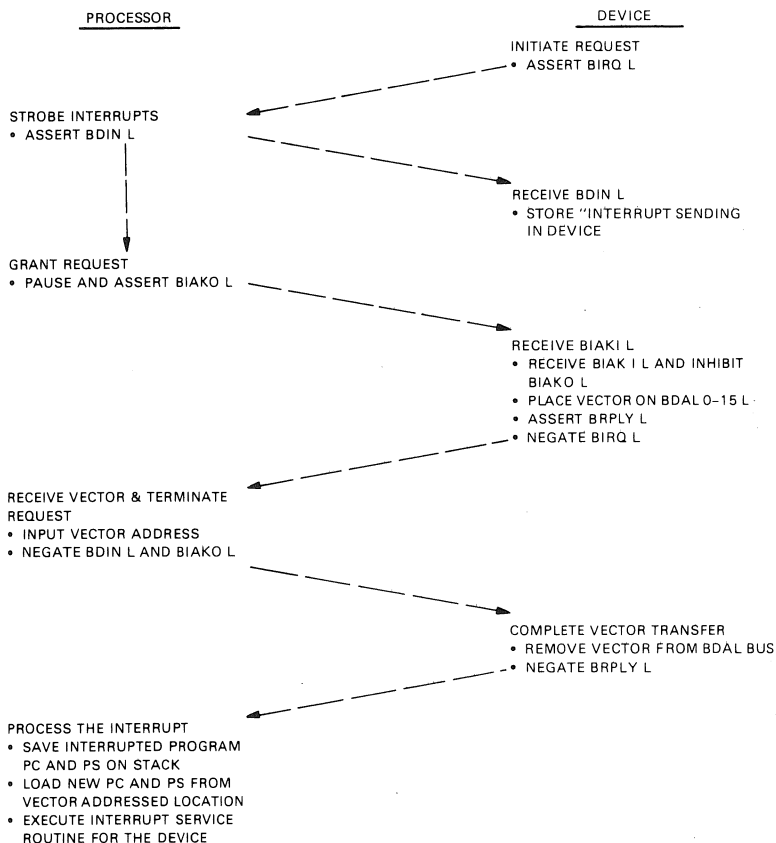 PROCESSOR
DEVICE
INITIATE REQUEST
• ASSERT BIRQ L
STROBE INTERRUPTS
• ASSERT BDIN L
RECEIVE BDIN L
• STORE "INTERRUPT SENDING
IN DEVICE
GRANT REQUEST
• PAUSE AND ASSERT BIAKO L
RECEIVE BIAKI L
• RECEIVE BIAK I L AND INHIBIT
BIAKO L
• PLACE VECTOR ON BDAL 0-15 L
• ASSERT BRPLY L
• NEGATE BIRQ L
RECEIVE VECTOR & TERMINATE
REQUEST
• INPUT VECTOR ADDRESS
• NEGATE BDIN L AND BIAKO L
COMPLETE VECTOR TRANSFER
• REMOVE VECTOR FROM BDAL BUS
• NEGATE BRPLY L
PROCESS THE INTERRUPT
• SAVE INTERRUPTED PROGRAM
PC AND PS ON STACK
• LOAD NEW PC AND PS FROM
VECTOR ADDRESSED LOCATION
• EXECUTE INTERRUPT SERVICE
ROUTINE FOR THE DEVICE